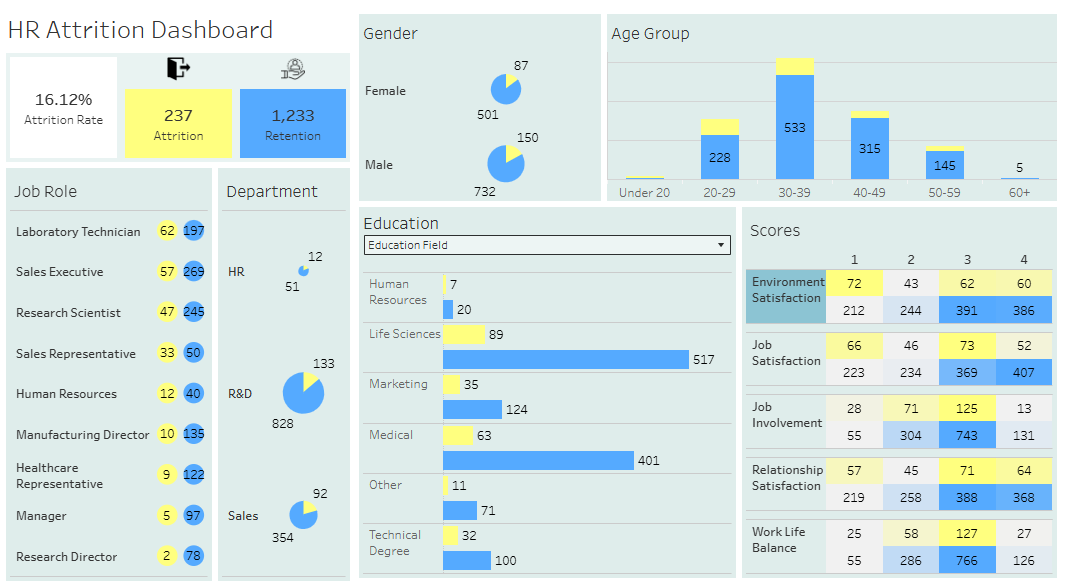 HR Attrition Dashboard
16.12%
Attrition Rate
237
Attrition
1,233
Retention
Job Role
Laboratory Technician 62 197
Sales Executive 57 269
Research Scientist 47 245
Sales Representative 33 50
Human Resources 12 40
Manufacturing Director 10 135
Healthcare
Representative 9 122
Manager 5 97
Research Director 2 78
Department
12
HR
51
133
R&D
828
92
Sales
354
Gender
87
Female
501
150
Male
732
Age Group
228
533
315
145
5
Under 20 20-29 30-39 40-49 50-59 60+
Education
Education Field
Human
Resources
7
20
Life Sciences 89
517
Marketing 35
124
Medical 63
401
Other 11
71
Technical
Degree
32
100
Scores
1 2 3 4
Environment
Satisfaction
72 43 62 60
212 244 391 386
Job
Satisfaction
66 46 73 52
223 234 369 407
Job
Involvement
28 71 125 13
55 304 743 131
Relationship
Satisfaction
57 45 71 64
219 258 388 368
Work Life
Balance
25 58 127 27
55 286 766 126